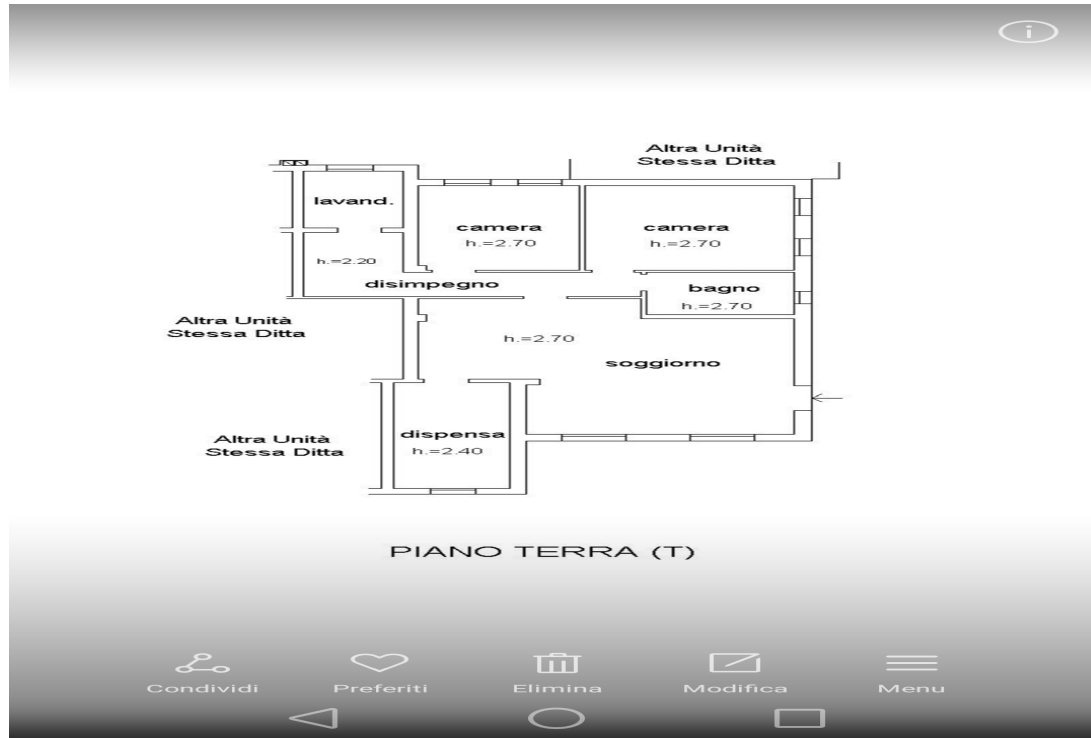 Altra Unità
Stessa Ditta
lavand.
camera
h.=2.70
camera
h.=2.70
h.=2.20
disimpegno
bagno
h.=2.70
Altra Unità
Stessa Ditta
h.=2.70
soggiorno
Altra Unità
Stessa Ditta
dispensa
h.=2.40
PIANO TERRA (T)
Condividi
Preferiti
Elimina
Modifica
Menu